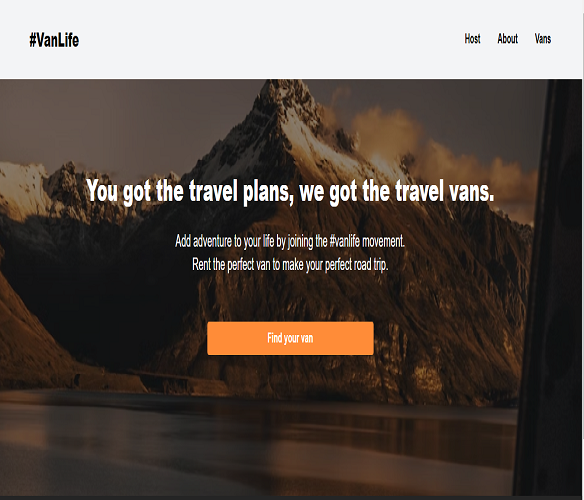 #VanLife
Host About Vans
You got the travel plans, we got the travel vans.
Add adventure to your life by joining the #vanlife movement.
Rent the perfect van to make your perfect road trip.
Find your van